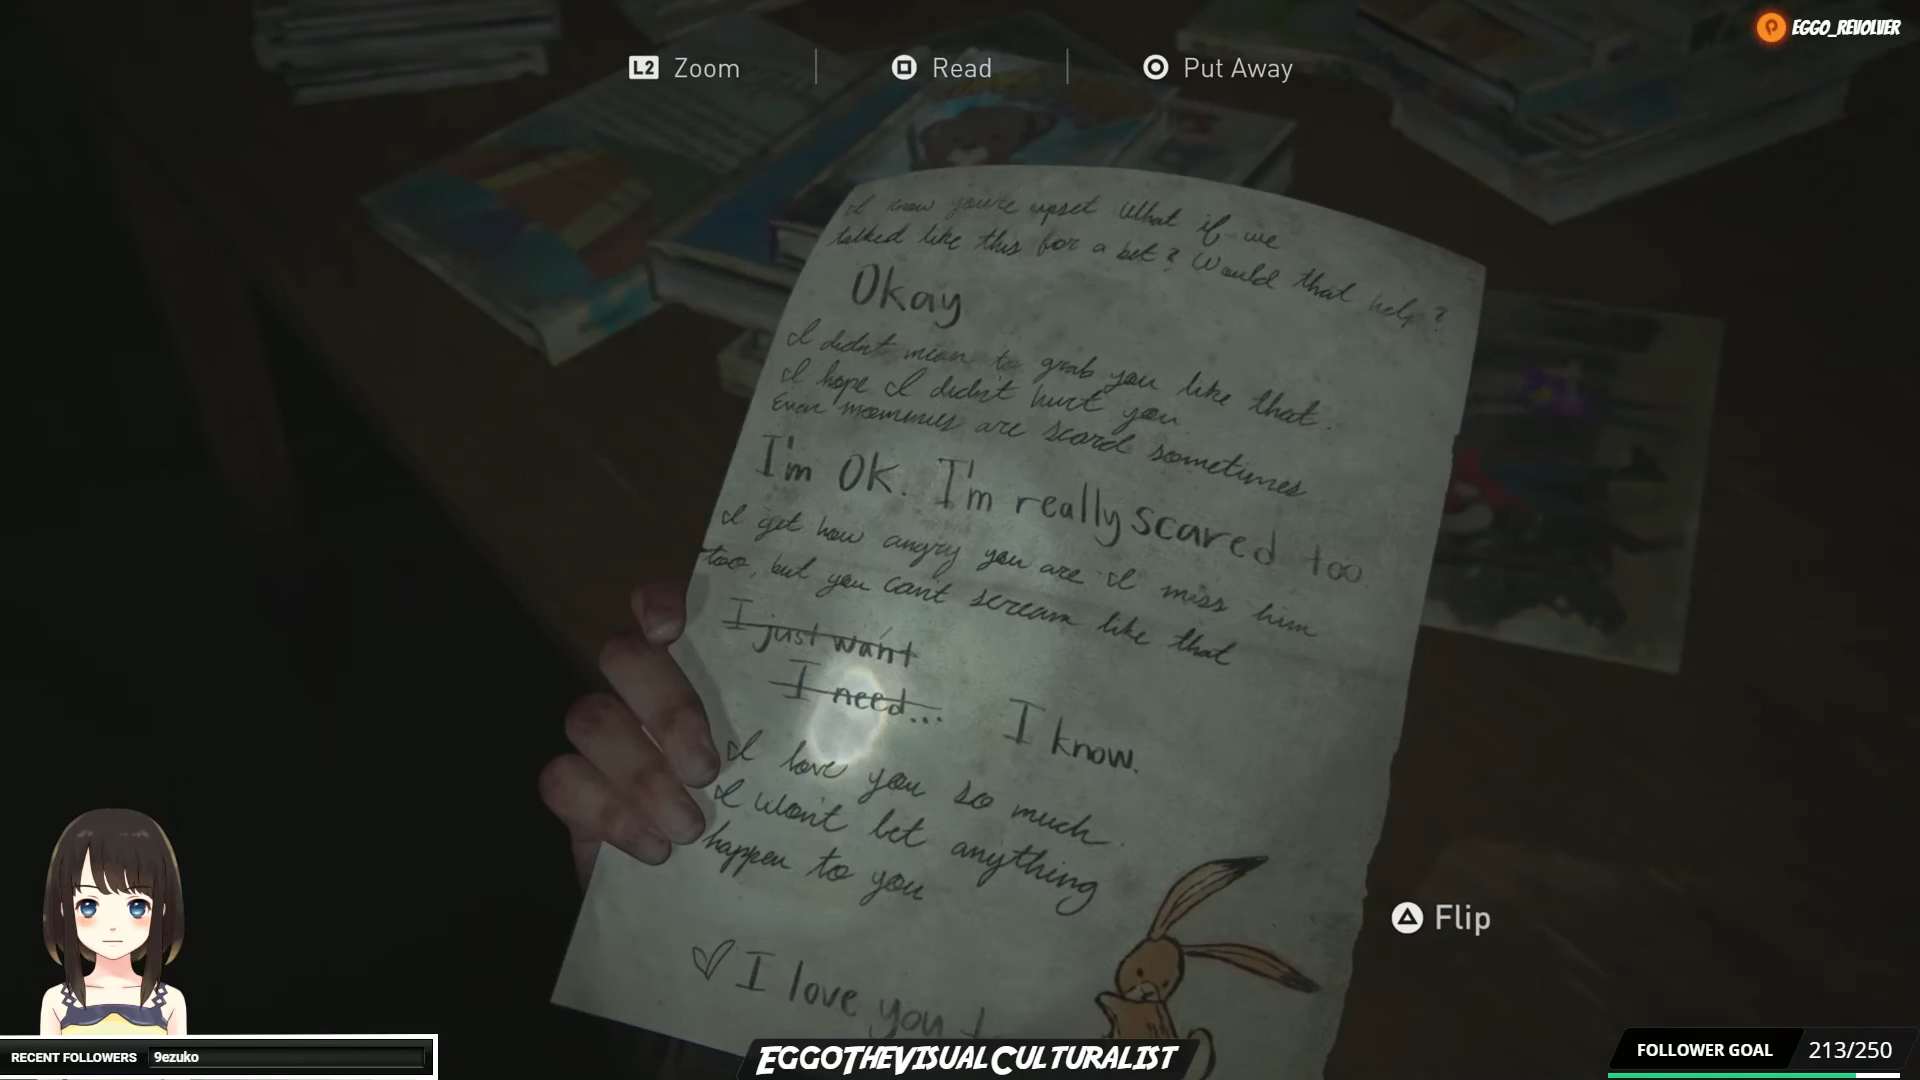 EGGO_REVOLVER
L2 Zoom
Read
Put Away
I know you're upset. What if we
talked like this for a bit? Would that help?
Okay
I didn't mean to grab you like that.
I hope I didn't hurt you
Even mommies are scared sometimes
I'm OK. I'm really scared too
I get how angry you are I miss him
too, but you can't scream like that
I just want
I need...
I know.
I love you so much.
I won't let anything
happen to you
Flip
I love you
RECENT FOLLOWERS 9ezuko
EGGOTHEVISUALCULTURALIST
FOLLOWER GOAL 213/250